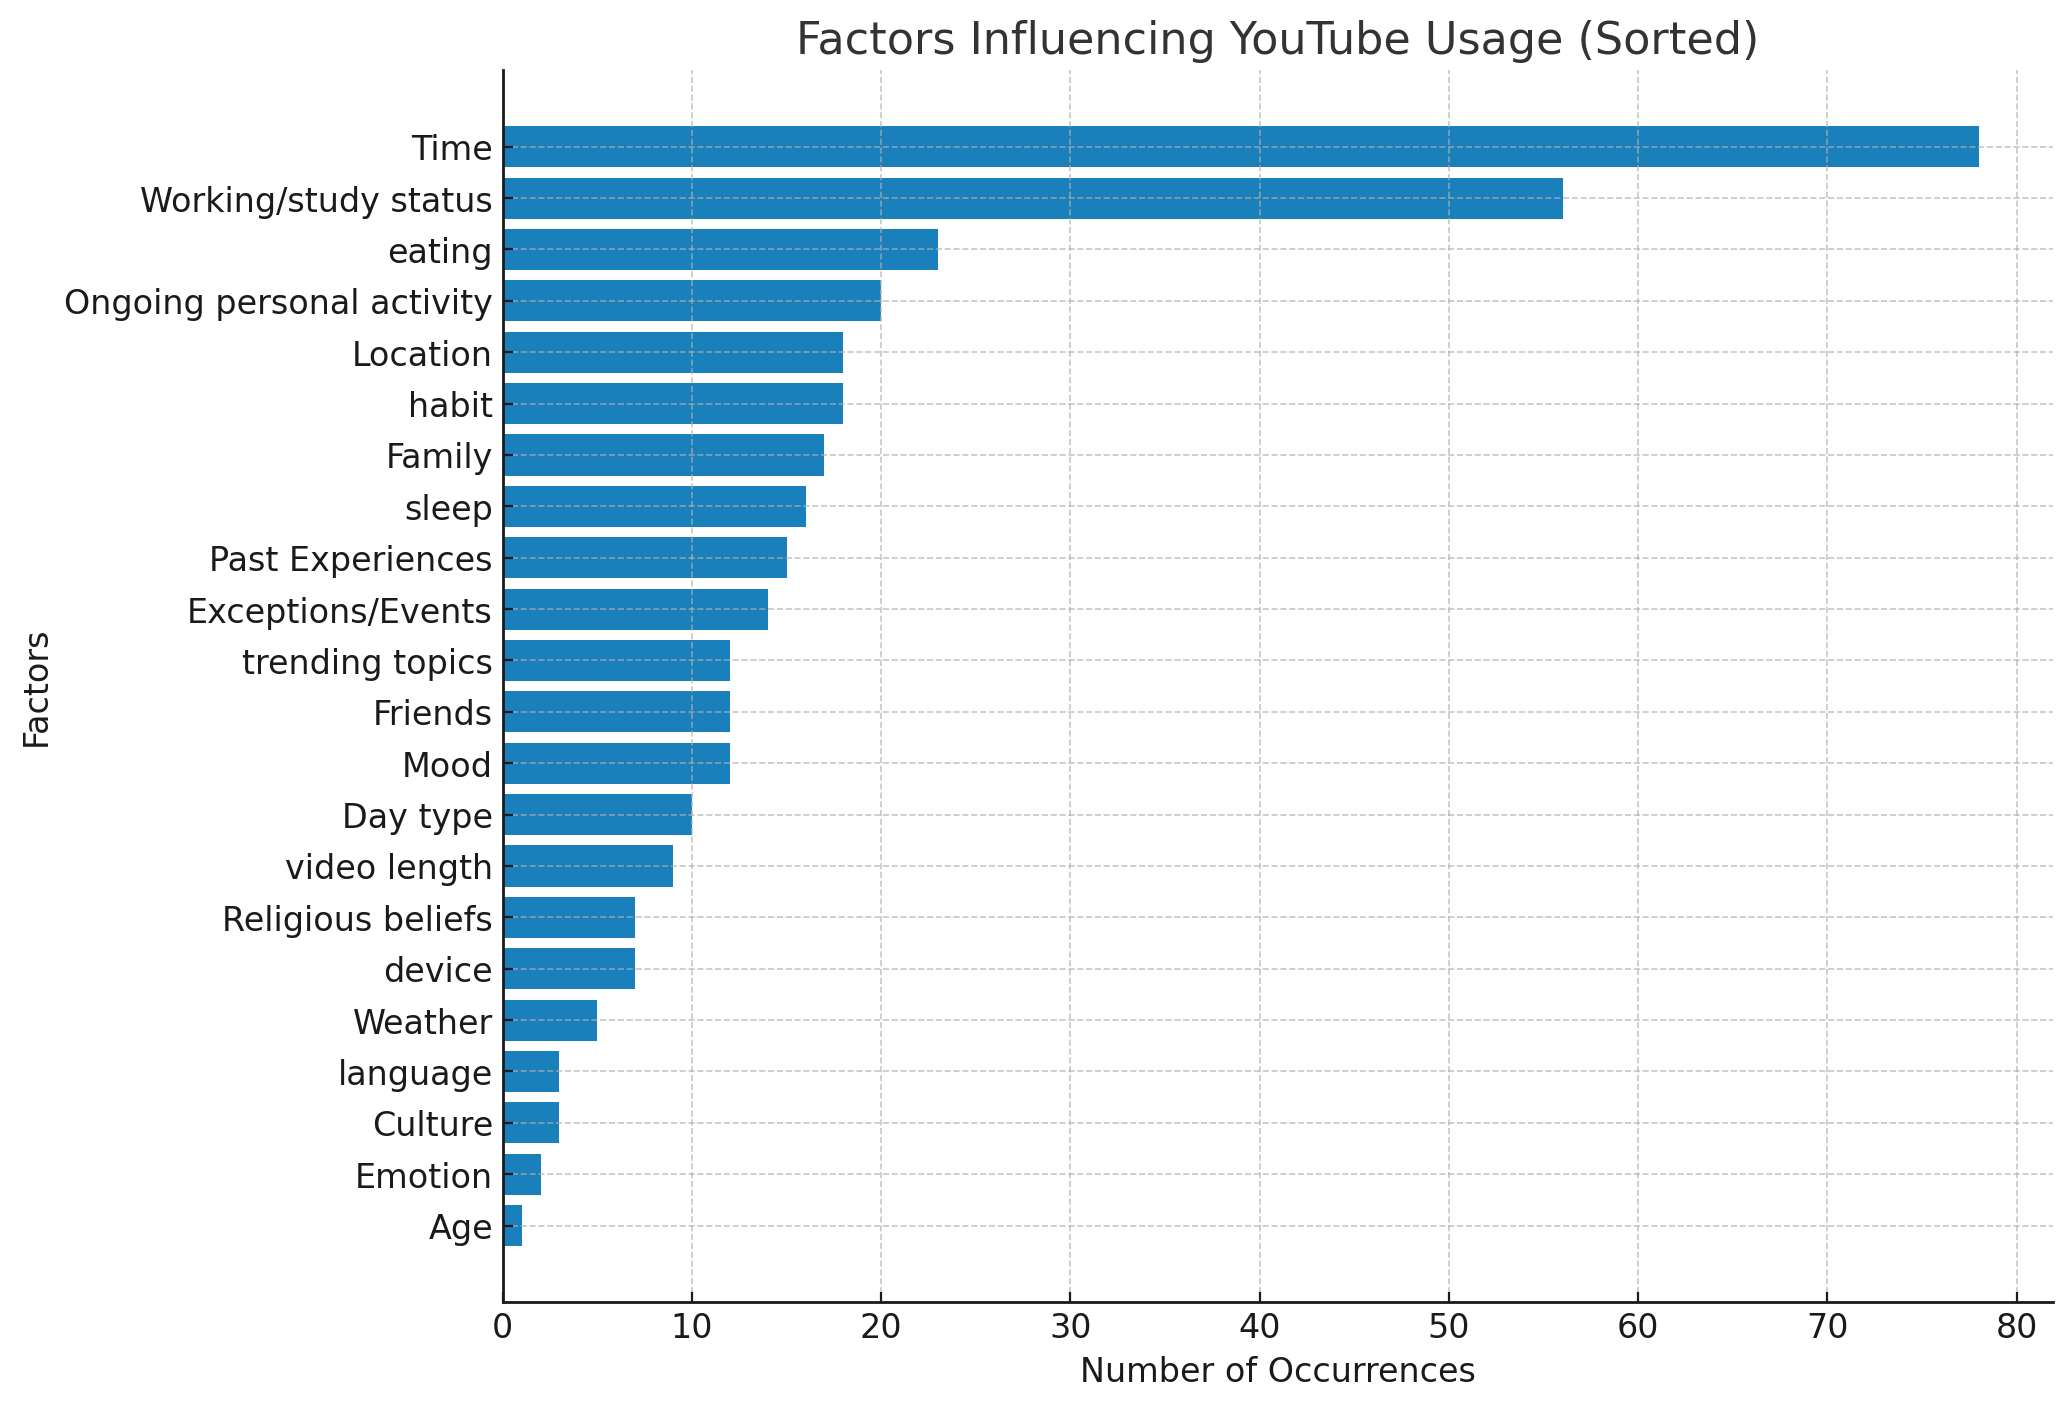 Factors Influencing YouTube Usage (Sorted)
Time
Working/study status
eating
Ongoing personal activity
Location
habit
Family
sleep
Past Experiences
Exceptions/Events
trending topics
Friends
Mood
Day type
video length
Religious beliefs
device
Weather
language
Culture
Emotion
Age
Factors
0 10 20 30 40 50 60 70 80
Number of Occurrences